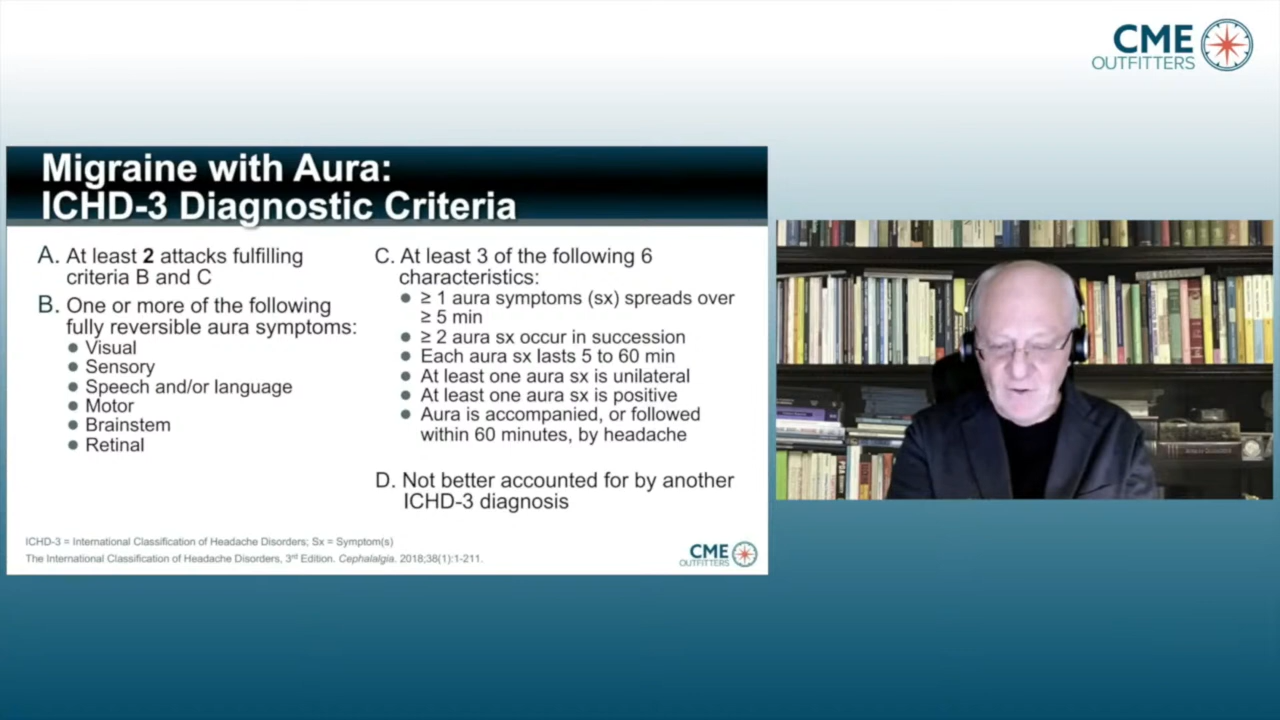 CME
OUTFITTERS
Migraine with Aura:
ICHD-3 Diagnostic Criteria
A. At least 2 attacks fulfilling
criteria B and C
B. One or more of the following
fully reversible aura symptoms:
● Visual
● Sensory
● Speech and/or language
● Motor
● Brainstem
● Retinal
C. At least 3 of the following 6
characteristics:
● ≥ 1 aura symptoms (sx) spreads over
≥ 5 min
● ≥ 2 aura sx occur in succession
● Each aura sx lasts 5 to 60 min
● At least one aura sx is unilateral
● At least one aura sx is positive
● Aura is accompanied, or followed
within 60 minutes, by headache
D. Not better accounted for by another
ICHD-3 diagnosis
ICHD-3 = International Classification of Headache Disorders; Sx = Symptom(s)
The International Classification of Headache Disorders, 3rd Edition. Cephalalgia. 2018;38(1):1-211.
CME
OUTFITTERS